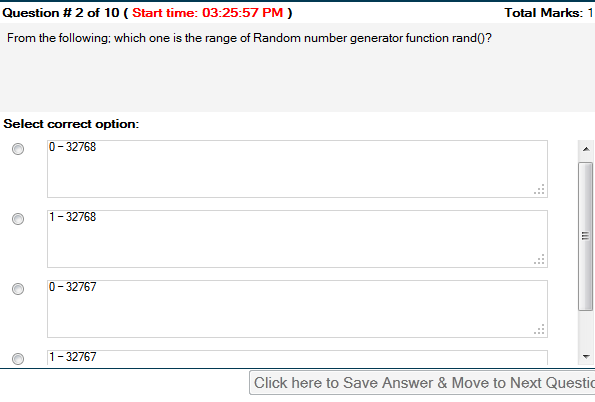 Question # 2 of 10 ( Start time: 03:25:57 PM )  Total Marks: 1
From the following; which one is the range of Random number generator function rand()?
Select correct option:
0 – 32768
1 – 32768
0 – 32767
1 – 32767
Click here to Save Answer & Move to Next Questio